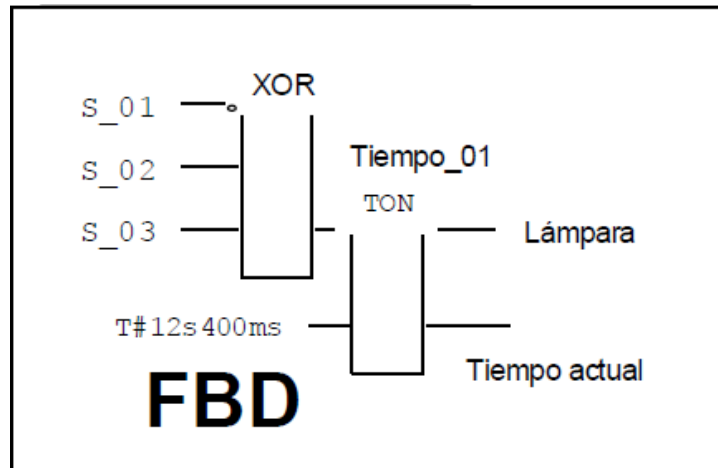 XOR
S_01
S_02
Tiempo_01
TON
S_03
Lámpara
T#12s400ms
Tiempo actual
FBD